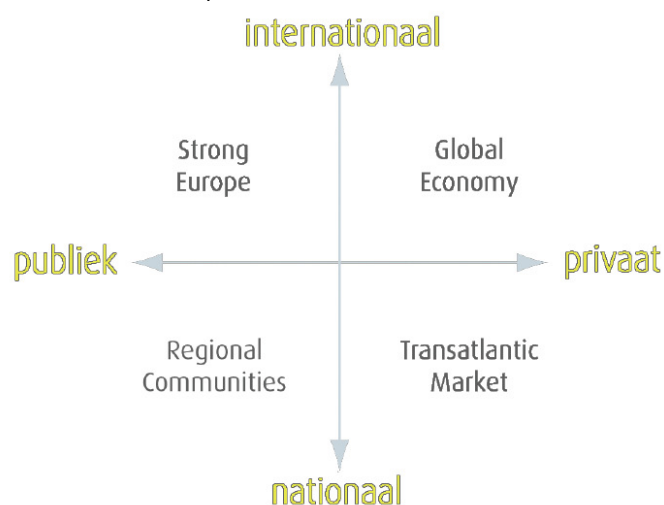 internationaal
Strong
Europe
Global
Economy
publiek
privaat
Regional
Communities
Transatlantic
Market
nationaal